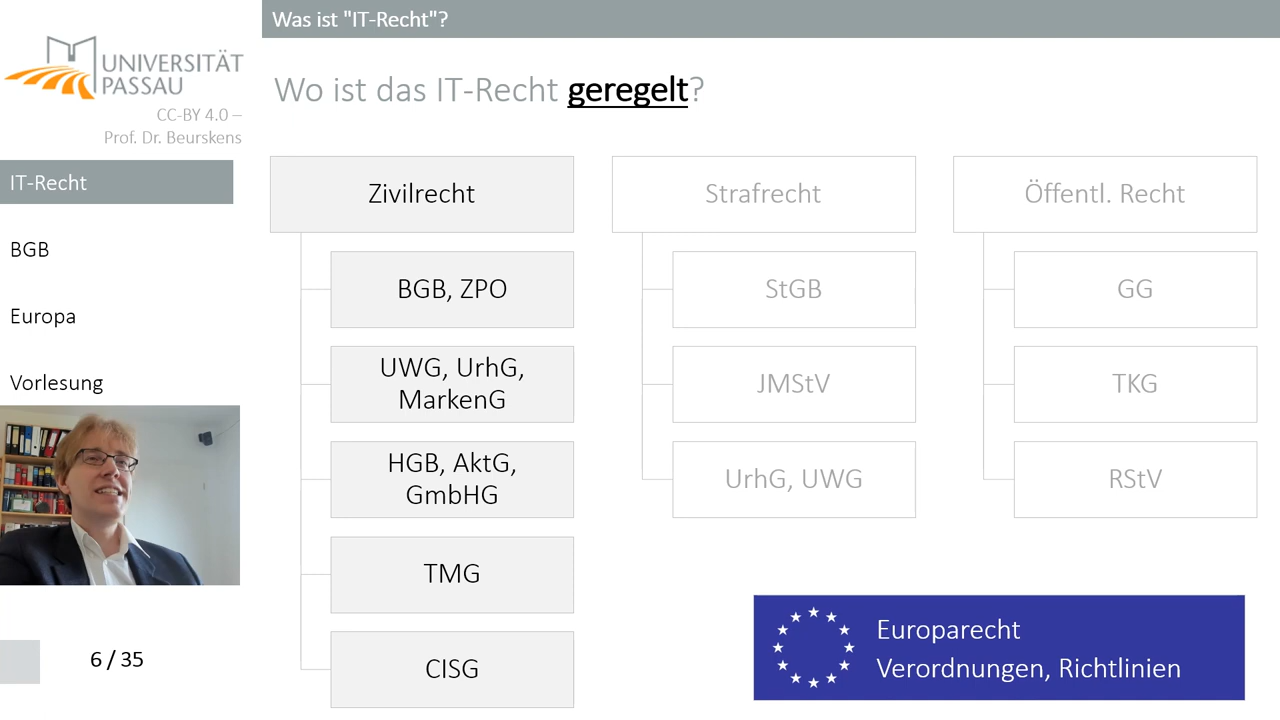 Was ist "IT-Recht"?
UNIVERSITÄT
PASSAU
CC-BY 4.0 –
Prof. Dr. Beurskens
IT-Recht
BGB
Europa
Vorlesung
6 / 35
Wo ist das IT-Recht geregelt?
Zivilrecht
BGB, ZPO
UWG, UrhG,
MarkenG
HGB, AktG,
GmbHG
TMG
CISG
Strafrecht
StGB
JMStV
UrhG, UWG
Öffentl. Recht
GG
TKG
RStV
Europarecht
Verordnungen, Richtlinien